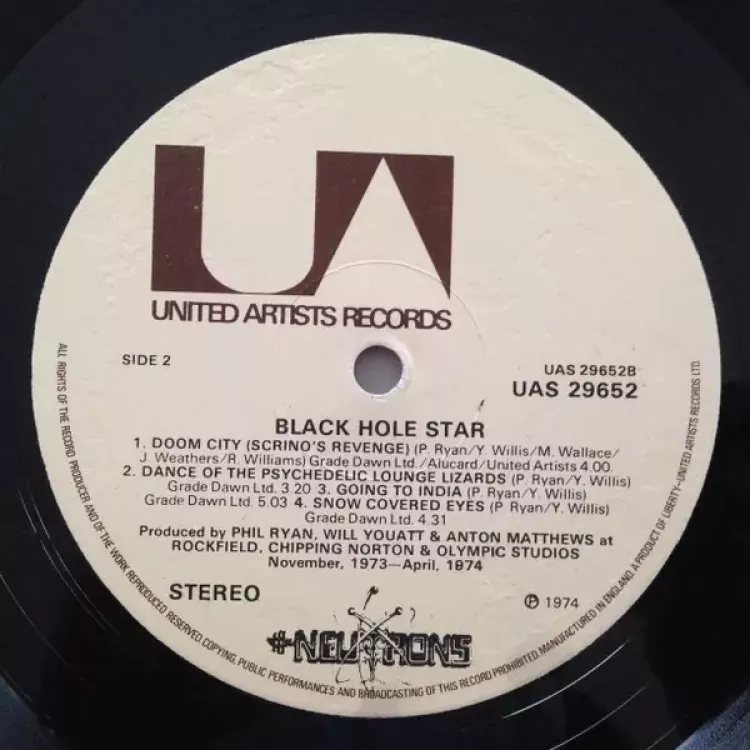 UA
UNITED ARTISTS RECORDS
SIDE 2
UAS 29652B
UAS 29652
BLACK HOLE STAR
1. DOOM CITY (SCRINO'S REVENGE) (P. Ryan/Y. Willis/M. Wallace/
J. Weathers/R. Williams) Grade Dawn Ltd./Alucard/United Artists 4.00.
2. DANCE OF THE PSYCHEDELIC LOUNGE LIZARDS (P. Ryan/Y. Willis)
Grade Dawn Ltd. 3.20 3. GOING TO INDIA (P. Ryan/Y. Willis)
Grade Dawn Ltd. 5.03 4. SNOW COVERED EYES (P. Ryan/Y. Willis)
Grade Dawn Ltd. 4.31
Produced by PHIL RYAN, WILL YOUATT & ANTON MATTHEWS at
ROCKFIELD, CHIPPING NORTON & OLYMPIC STUDIOS
November, 1973—April, 1974
STEREO
℗ 1974
NEUTRONS
ALL RIGHTS OF THE RECORD PRODUCER AND OF THE WORK REPRODUCED RESERVED. COPYING, PUBLIC PERFORMANCES AND BROADCASTING OF THIS RECORD PROHIBITED. MANUFACTURED IN ENGLAND. A PRODUCT OF LIBERTY-UNITED ARTISTS RECORDS LTD.